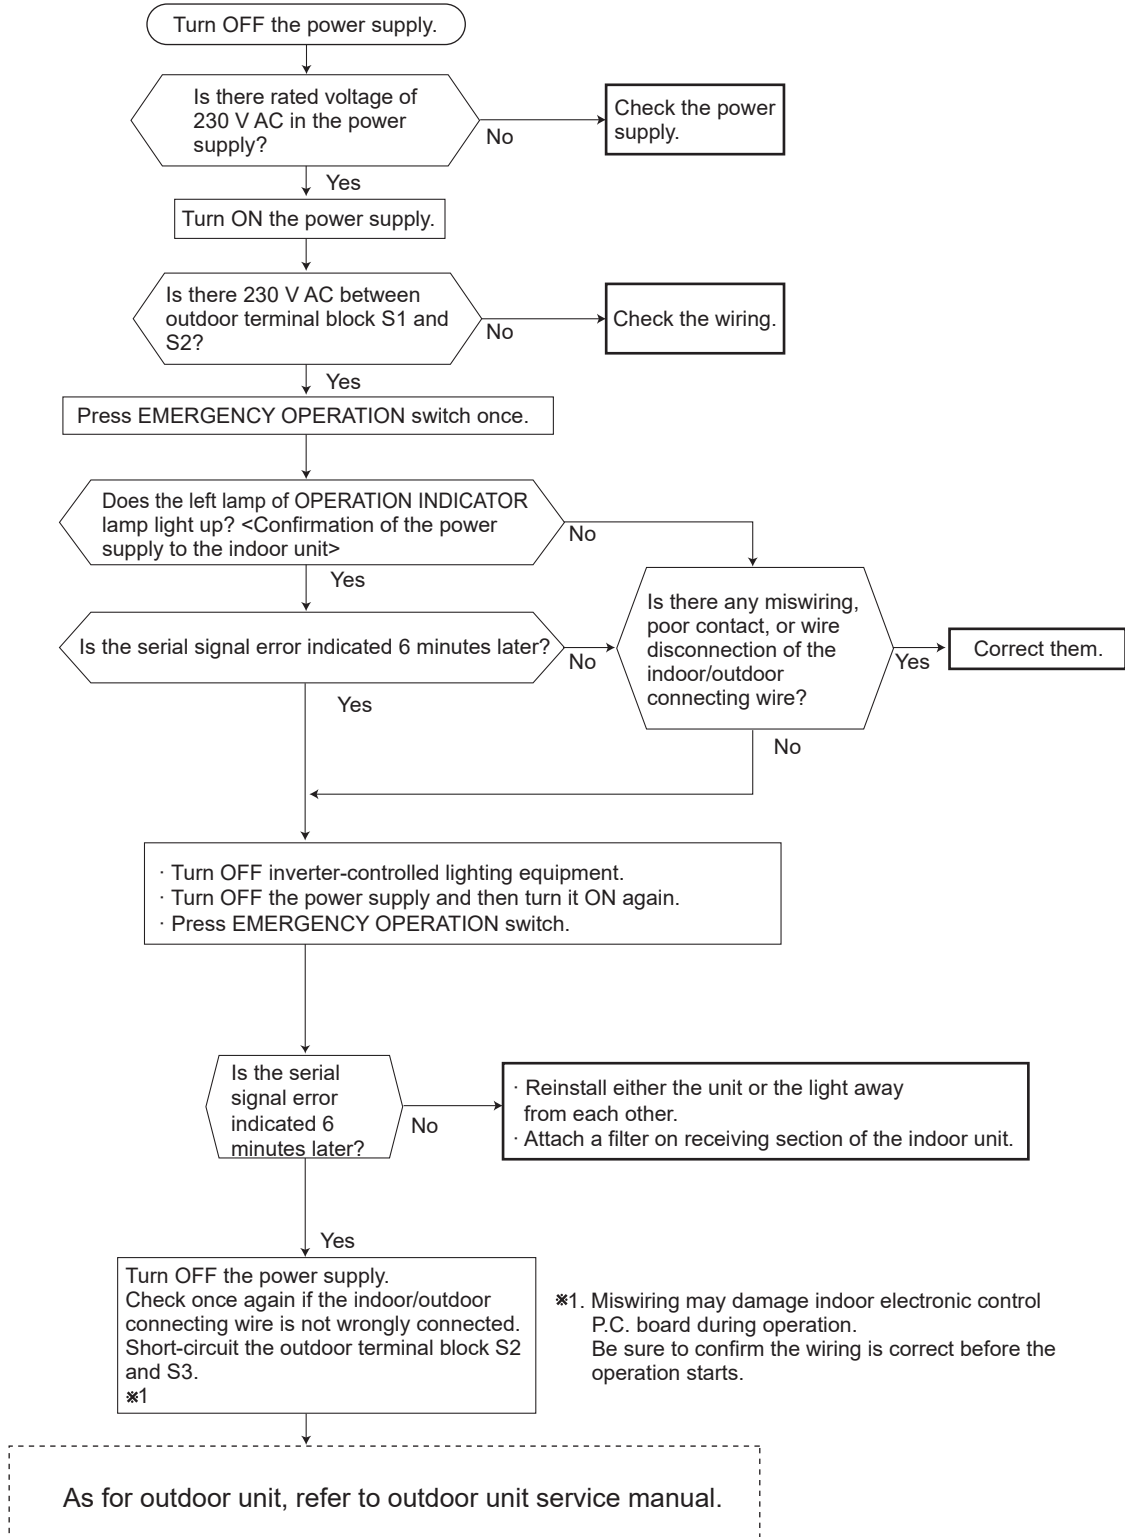 Turn OFF the power supply.
Is there rated voltage of
230 V AC in the power
supply?
No
Check the power
supply.
Yes
Turn ON the power supply.
Is there 230 V AC between
outdoor terminal block S1 and
S2?
No
Check the wiring.
Yes
Press EMERGENCY OPERATION switch once.
Does the left lamp of OPERATION INDICATOR
lamp light up? <Confirmation of the power
supply to the indoor unit>
No
Yes
Is the serial signal error indicated 6 minutes later?
No
Is there any miswiring,
poor contact, or wire
disconnection of the
indoor/outdoor
connecting wire?
Yes
Correct them.
Yes
No
· Turn OFF inverter-controlled lighting equipment.
· Turn OFF the power supply and then turn it ON again.
· Press EMERGENCY OPERATION switch.
Is the serial
signal error
indicated 6
minutes later?
No
· Reinstall either the unit or the light away
from each other.
· Attach a filter on receiving section of the indoor unit.
Yes
Turn OFF the power supply.
Check once again if the indoor/outdoor
connecting wire is not wrongly connected.
Short-circuit the outdoor terminal block S2
and S3.
※1
※1. Miswiring may damage indoor electronic control
P.C. board during operation.
Be sure to confirm the wiring is correct before the
operation starts.
As for outdoor unit, refer to outdoor unit service manual.